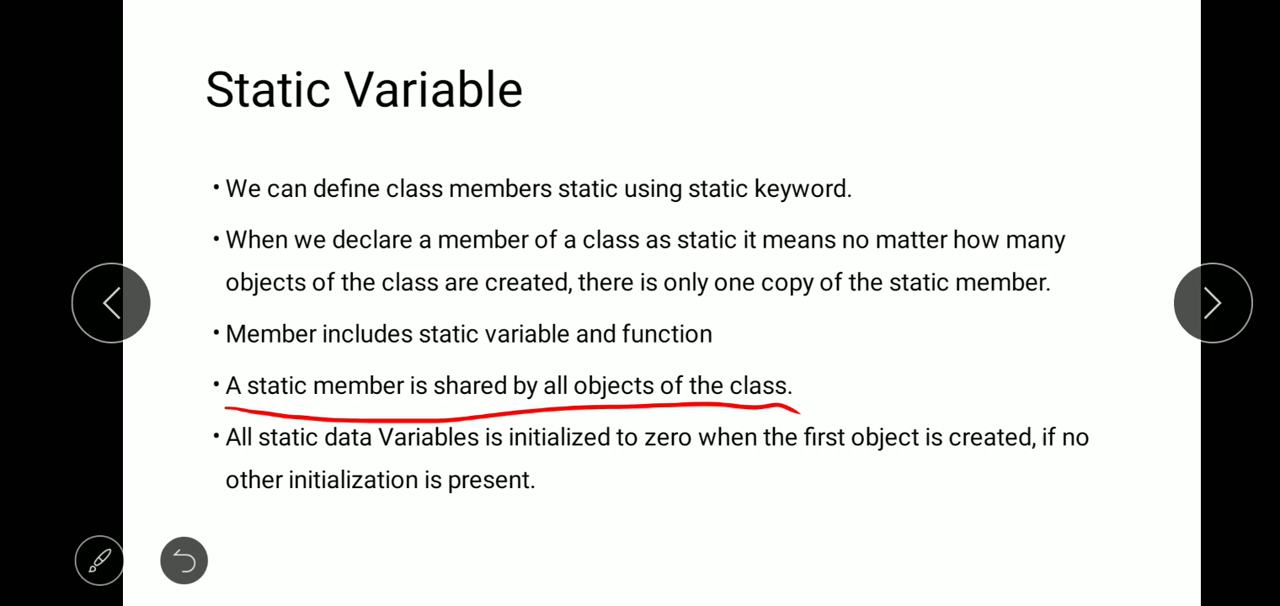 Static Variable
• We can define class members static using static keyword.
• When we declare a member of a class as static it means no matter how many
objects of the class are created, there is only one copy of the static member.
• Member includes static variable and function
• A static member is shared by all objects of the class.
• All static data Variables is initialized to zero when the first object is created, if no
other initialization is present.